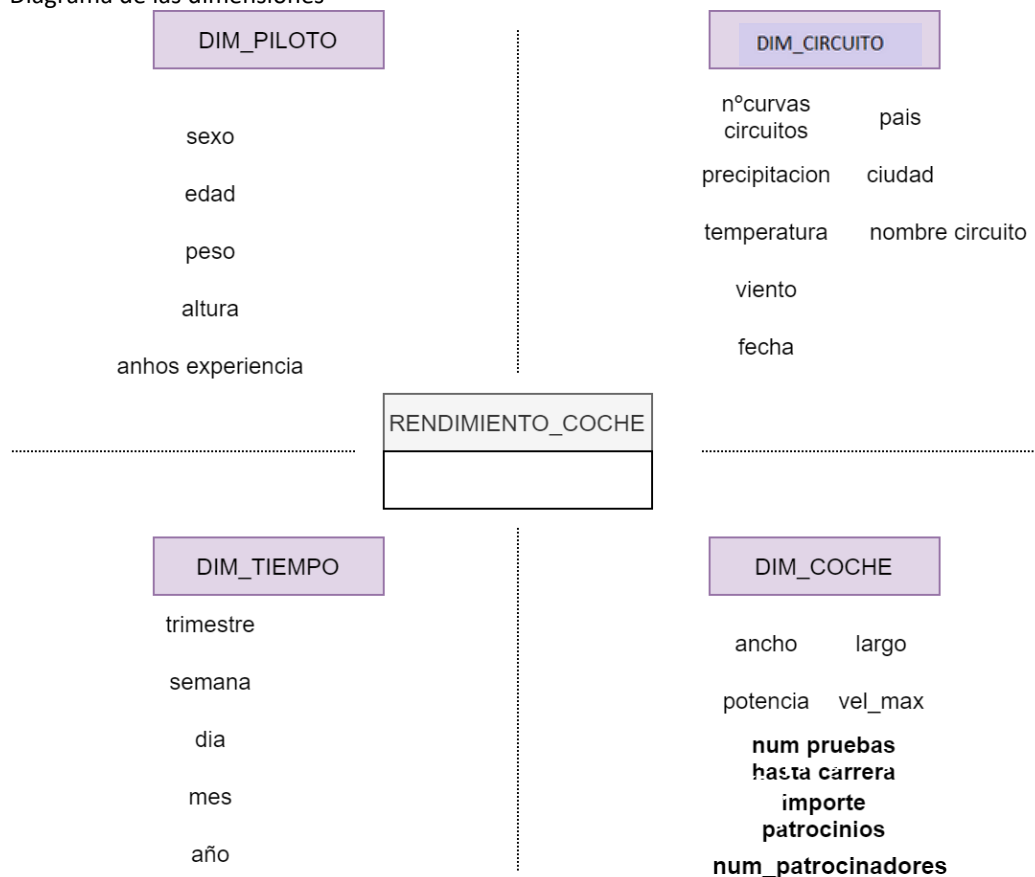 Diagrama de las dimensiones
DIM_PILOTO
sexo
edad
peso
altura
anhos experiencia
DIM_CIRCUITO
nºcurvas
circuitos
pais
precipitacion
ciudad
temperatura
nombre circuito
viento
fecha
RENDIMIENTO_COCHE
DIM_TIEMPO
trimestre
semana
dia
mes
año
DIM_COCHE
ancho
largo
potencia
vel_max
num pruebas
hasta carrera
importe
patrocinios
num_patrocinadores